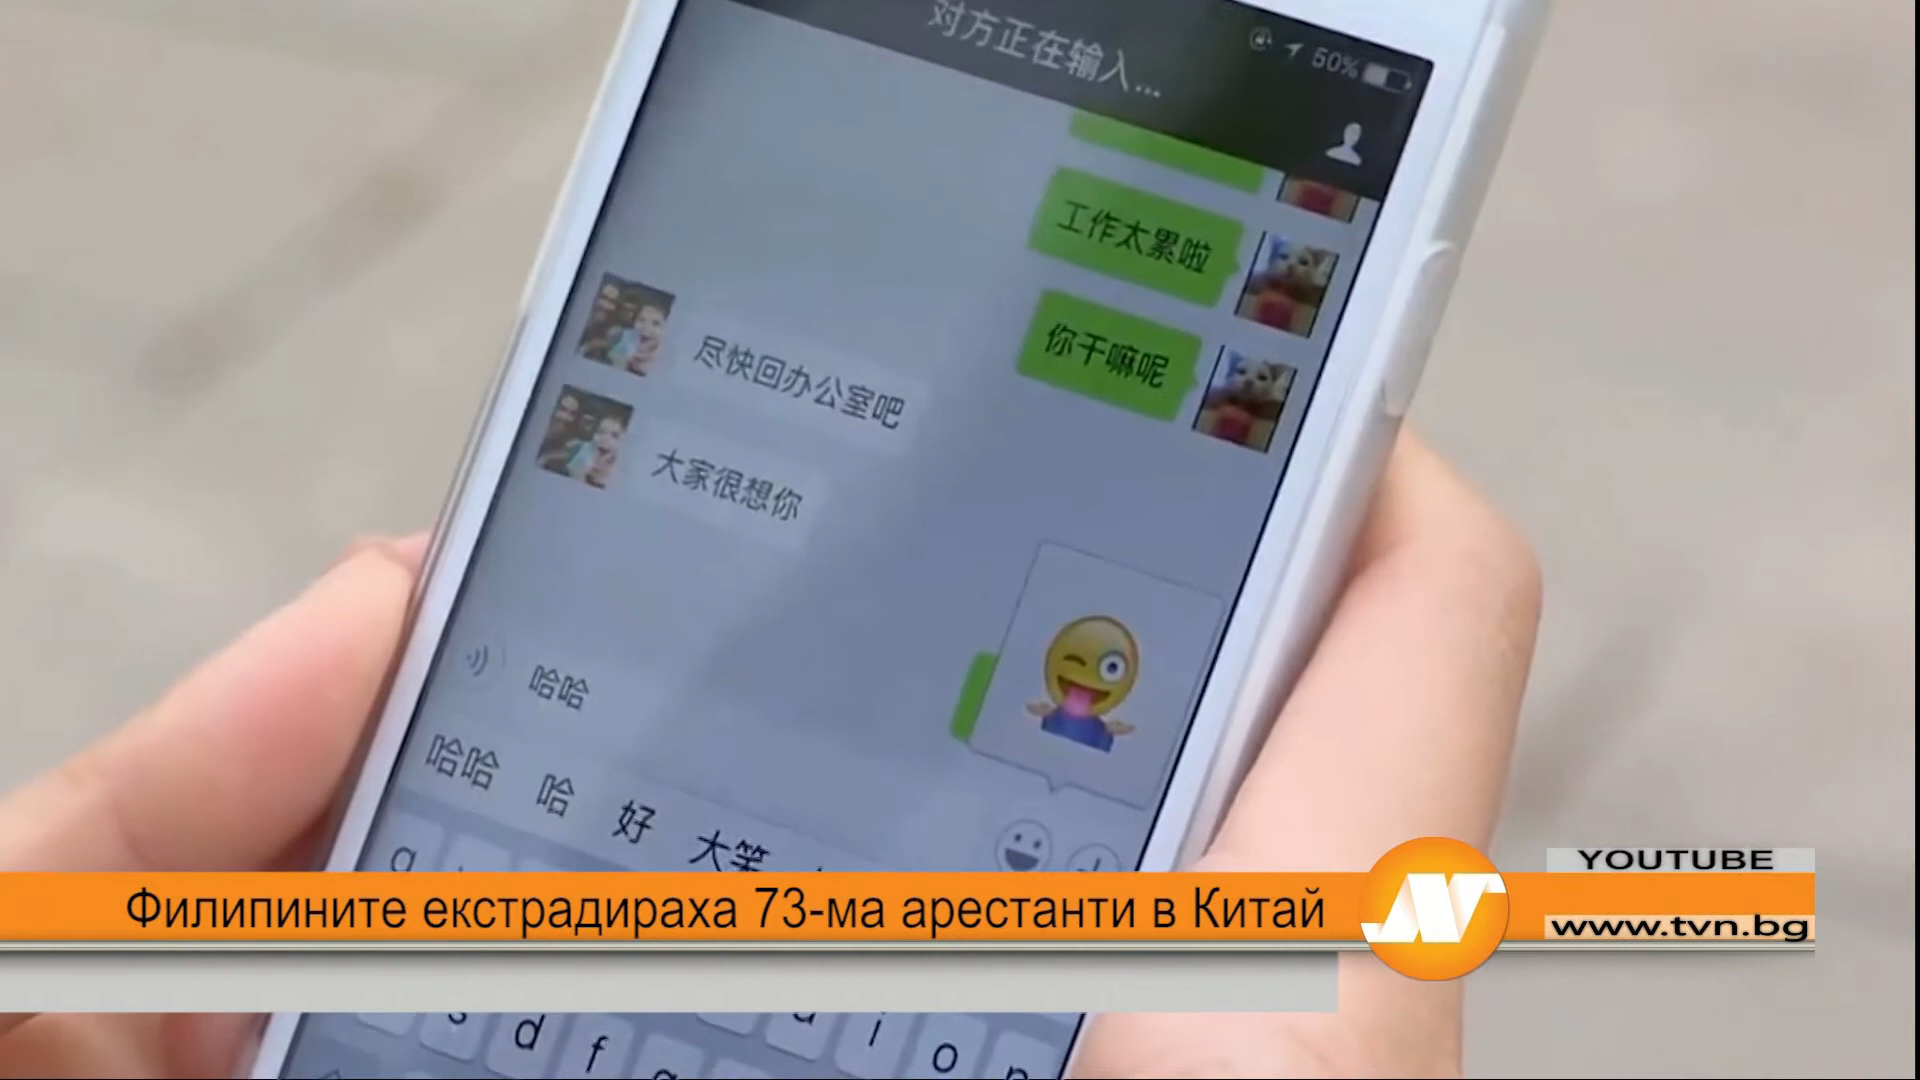 对方正在输入...
50%
工作太累啦
你干嘛呢
尽快回办公室吧
大家很想你
哈哈
哈哈 哈 好 大笑
YOUTUBE
Филипините екстрадираха 73-ма арестанти в Китай
www.tvn.bg
d f
i o